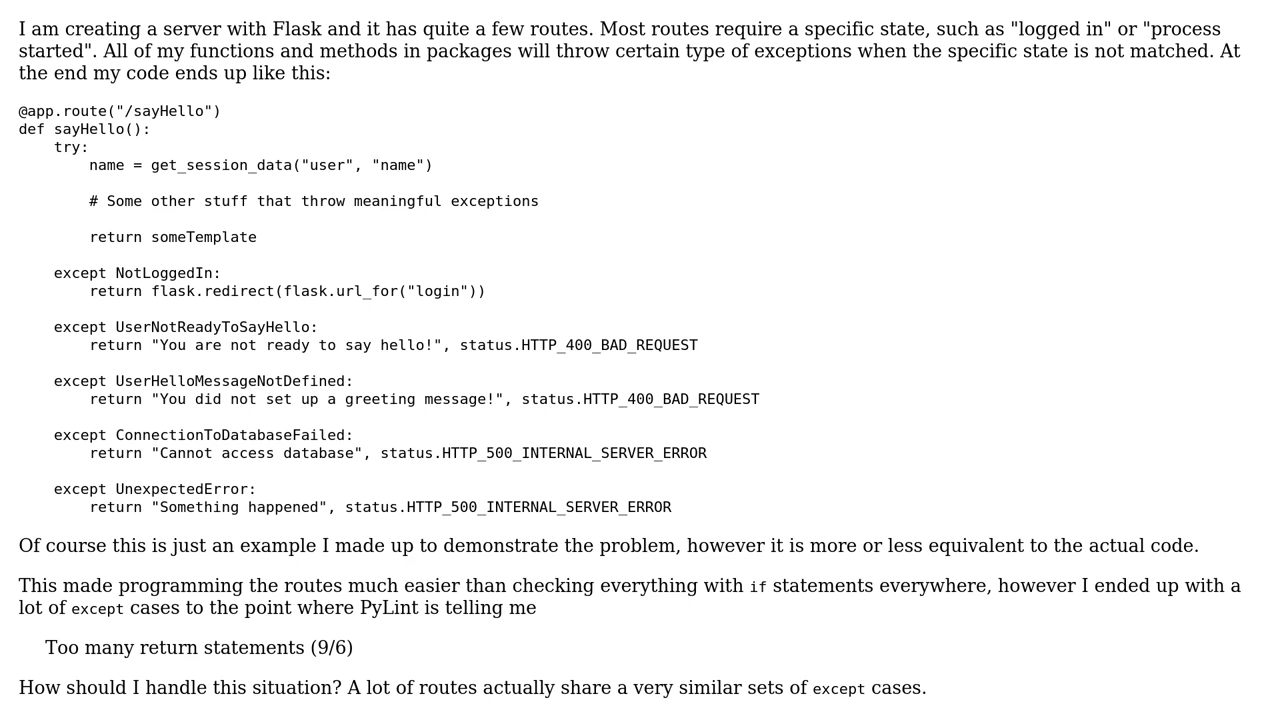 I am creating a server with Flask and it has quite a few routes. Most routes require a specific state, such as "logged in" or "process
started". All of my functions and methods in packages will throw certain type of exceptions when the specific state is not matched. At
the end my code ends up like this:
@app.route("/sayHello")
def sayHello():
    try:
        name = get_session_data("user", "name")
        # Some other stuff that throw meaningful exceptions
        return someTemplate
    except NotLoggedIn:
        return flask.redirect(flask.url_for("login"))
    except UserNotReadyToSayHello:
        return "You are not ready to say hello!", status.HTTP_400_BAD_REQUEST
    except UserHelloMessageNotDefined:
        return "You did not set up a greeting message!", status.HTTP_400_BAD_REQUEST
    except ConnectionToDatabaseFailed:
        return "Cannot access database", status.HTTP_500_INTERNAL_SERVER_ERROR
    except UnexpectedError:
        return "Something happened", status.HTTP_500_INTERNAL_SERVER_ERROR
Of course this is just an example I made up to demonstrate the problem, however it is more or less equivalent to the actual code.
This made programming the routes much easier than checking everything with if statements everywhere, however I ended up with a
lot of except cases to the point where PyLint is telling me
Too many return statements (9/6)
How should I handle this situation? A lot of routes actually share a very similar sets of except cases.